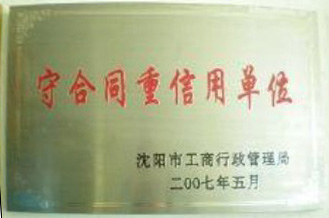 守合同重信用单位
沈阳市工商行政管理局
二00七年五月